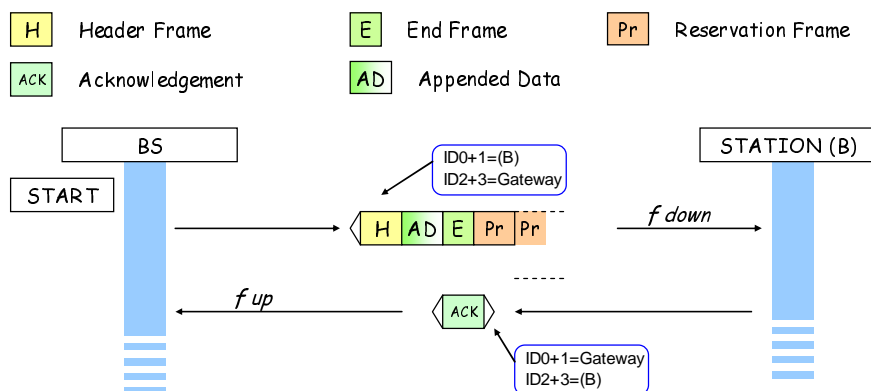 H Header Frame E End Frame Pr Reservation Frame
ACK Acknowledgement AD Appended Data
BS STATION (B)
START
ID0+1=(B)
ID2+3=Gateway
H AD E Pr Pr
f down
f up
ACK
ID0+1=Gateway
ID2+3=(B)